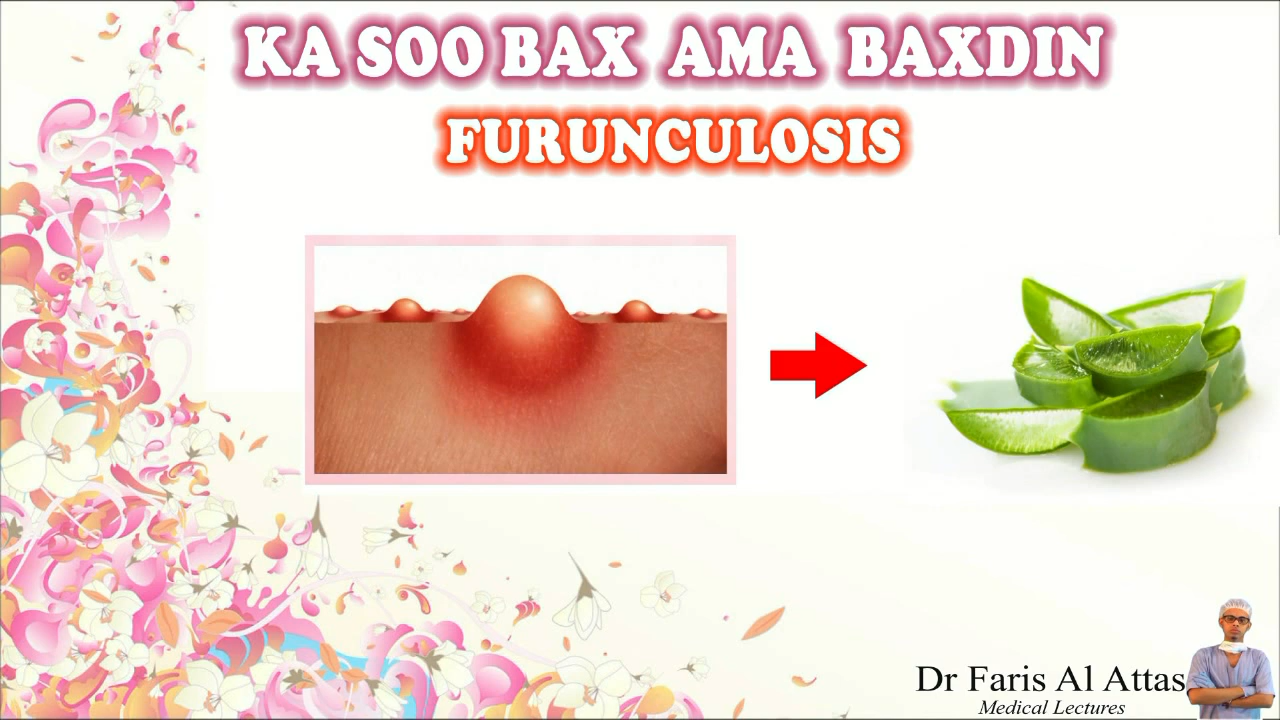 KA SOO BAX AMA BAXDIN
FURUNCULOSIS
Dr Faris Al Attas
Medical Lectures